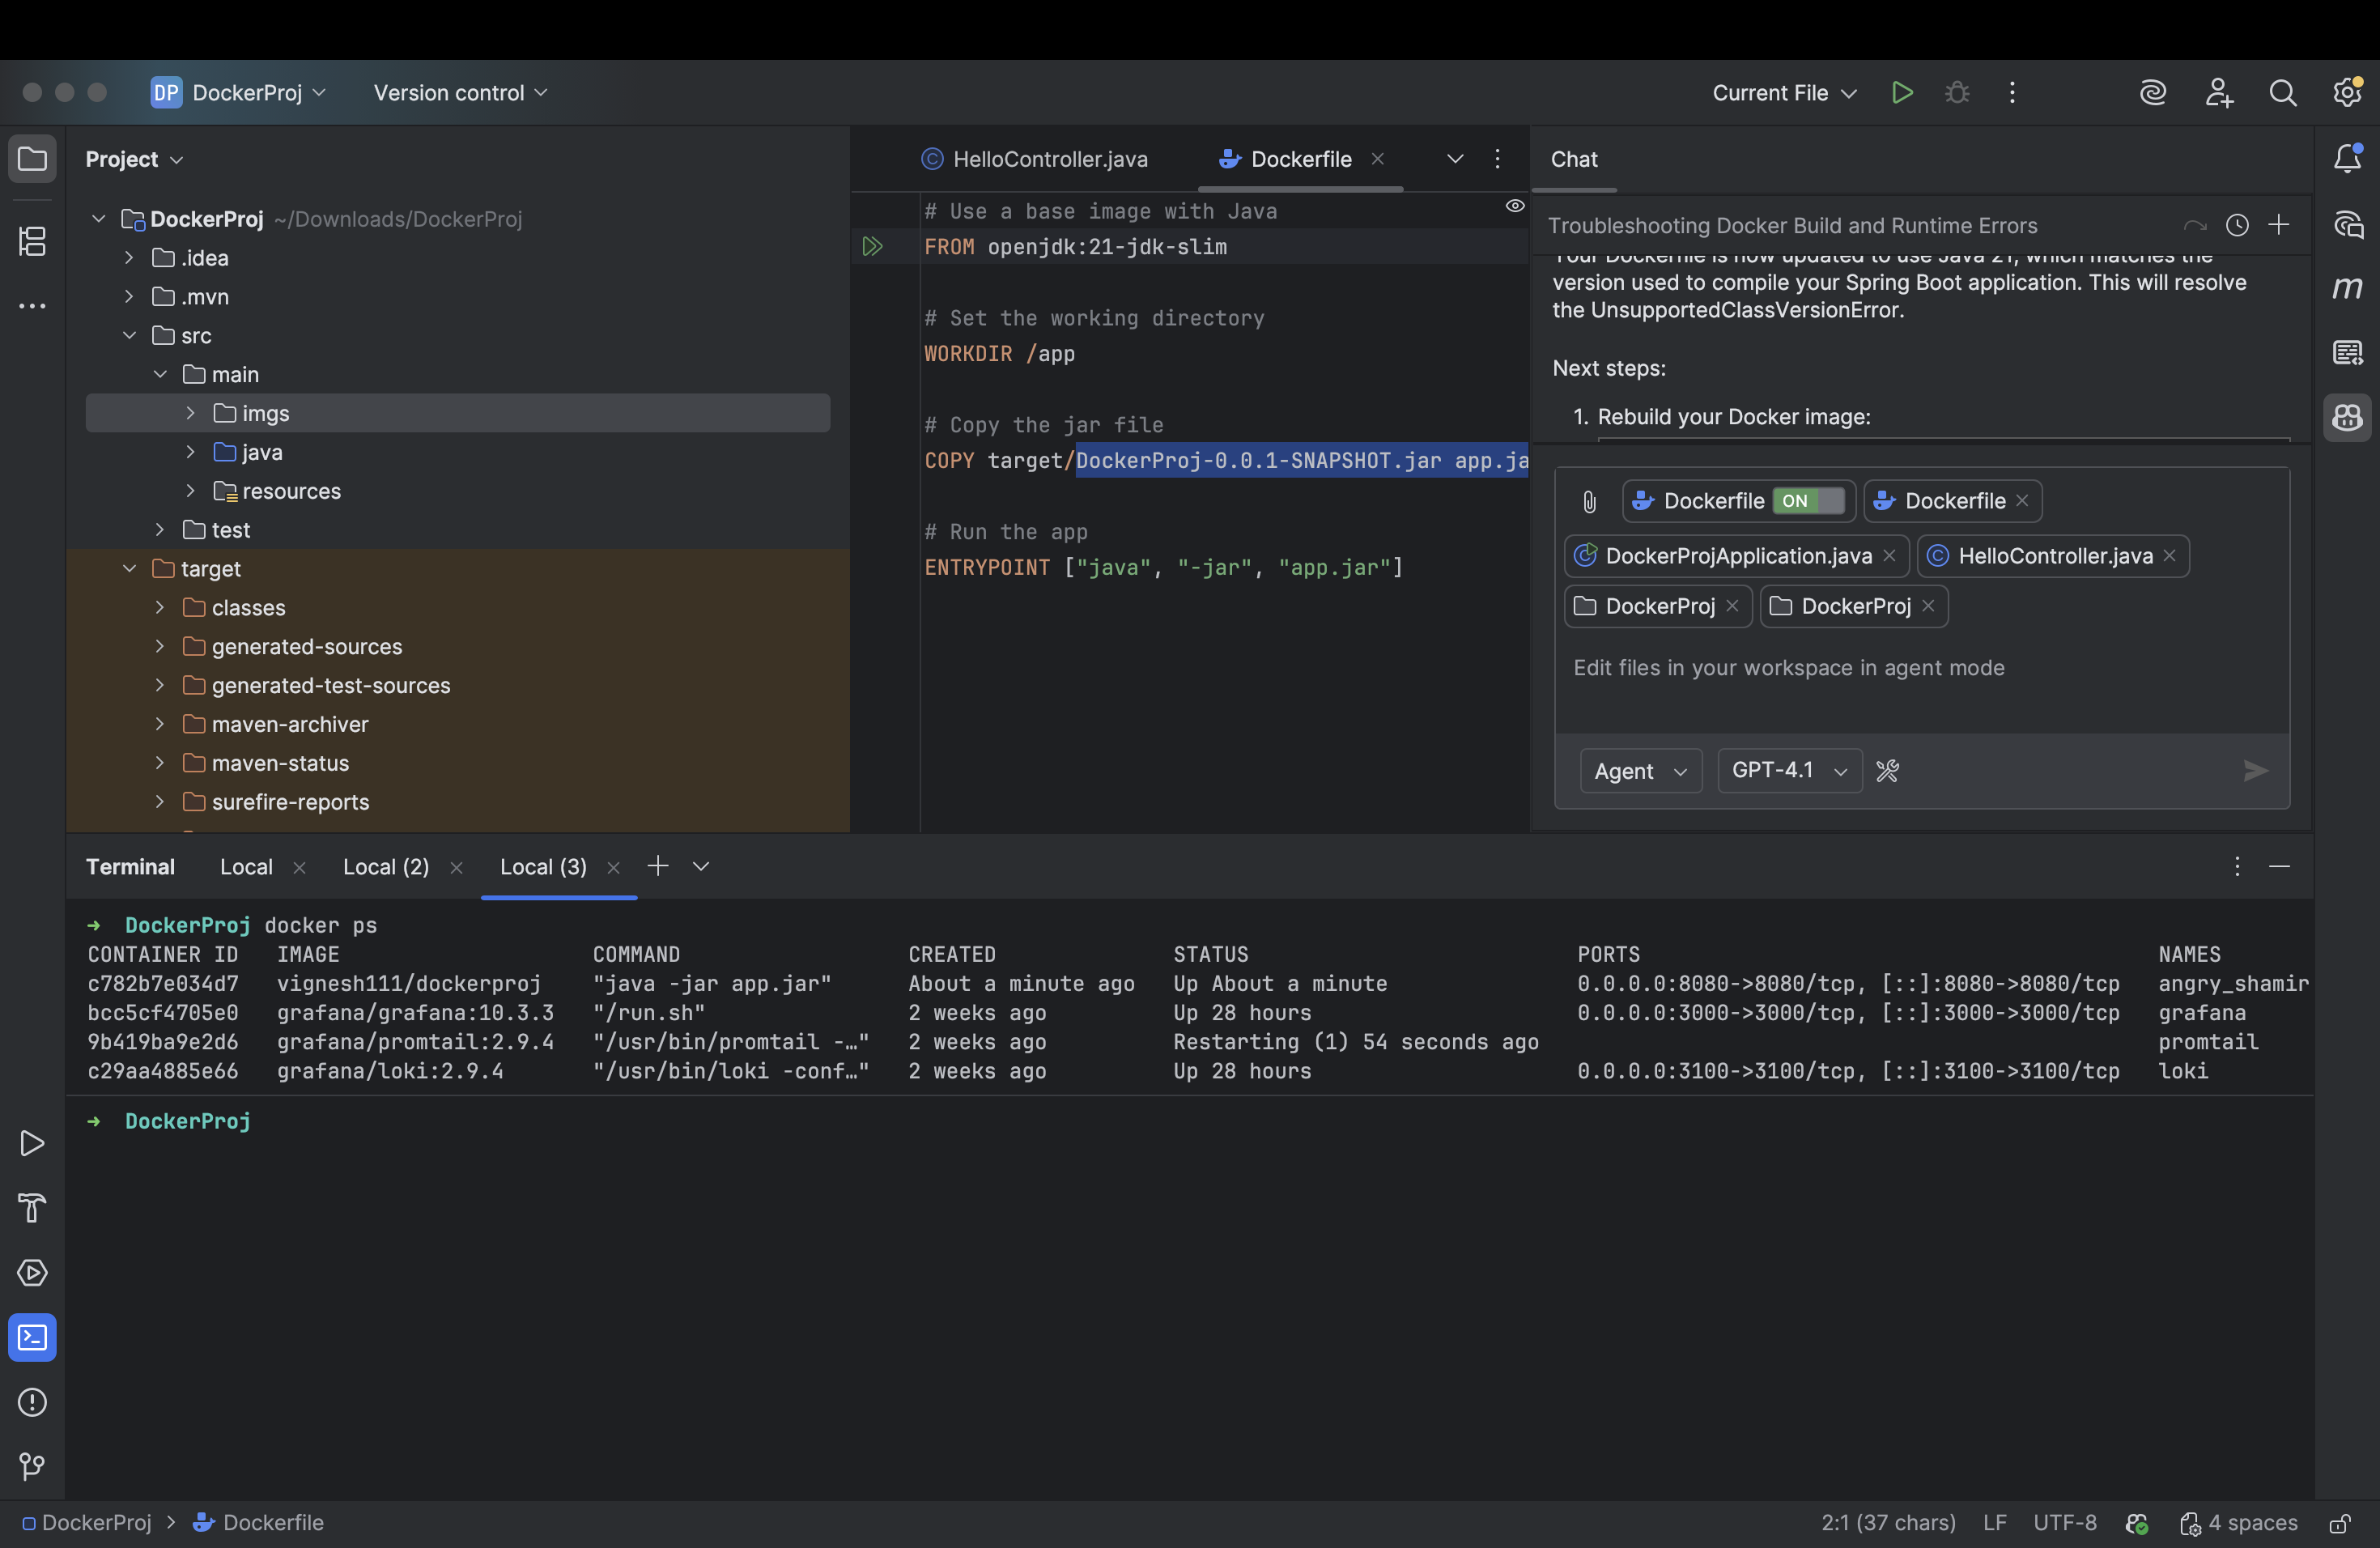 DP DockerProj Version control Current File
Project
DockerProj ~/Downloads/DockerProj
.idea
.mvn
src
main
imgs
java
resources
test
target
classes
generated-sources
generated-test-sources
maven-archiver
maven-status
surefire-reports
HelloController.java Dockerfile
# Use a base image with Java
FROM openjdk:21-jdk-slim
# Set the working directory
WORKDIR /app
# Copy the jar file
COPY target/DockerProj-0.0.1-SNAPSHOT.jar app.ja
# Run the app
ENTRYPOINT ["java", "-jar", "app.jar"]
Chat
Troubleshooting Docker Build and Runtime Errors
Your Dockerfile is now updated to use Java 21, which matches the
version used to compile your Spring Boot application. This will resolve
the UnsupportedClassVersionError.
Next steps:
1. Rebuild your Docker image:
Dockerfile ON Dockerfile
DockerProjApplication.java HelloController.java
DockerProj DockerProj
Edit files in your workspace in agent mode
Agent GPT-4.1
Terminal Local Local (2) Local (3)
➜ DockerProj docker ps
CONTAINER ID IMAGE COMMAND CREATED STATUS PORTS NAMES
c782b7e034d7 vignesh111/dockerproj "java -jar app.jar" About a minute ago Up About a minute 0.0.0.0:8080->8080/tcp, [::]:8080->8080/tcp angry_shamir
bcc5cf4705e0 grafana/grafana:10.3.3 "/run.sh" 2 weeks ago Up 28 hours 0.0.0.0:3000->3000/tcp, [::]:3000->3000/tcp grafana
9b419ba9e2d6 grafana/promtail:2.9.4 "/usr/bin/promtail -…" 2 weeks ago Restarting (1) 54 seconds ago promtail
c29aa4885e66 grafana/loki:2.9.4 "/usr/bin/loki -conf…" 2 weeks ago Up 28 hours 0.0.0.0:3100->3100/tcp, [::]:3100->3100/tcp loki
➜ DockerProj
DockerProj > Dockerfile 2:1 (37 chars) LF UTF-8 4 spaces